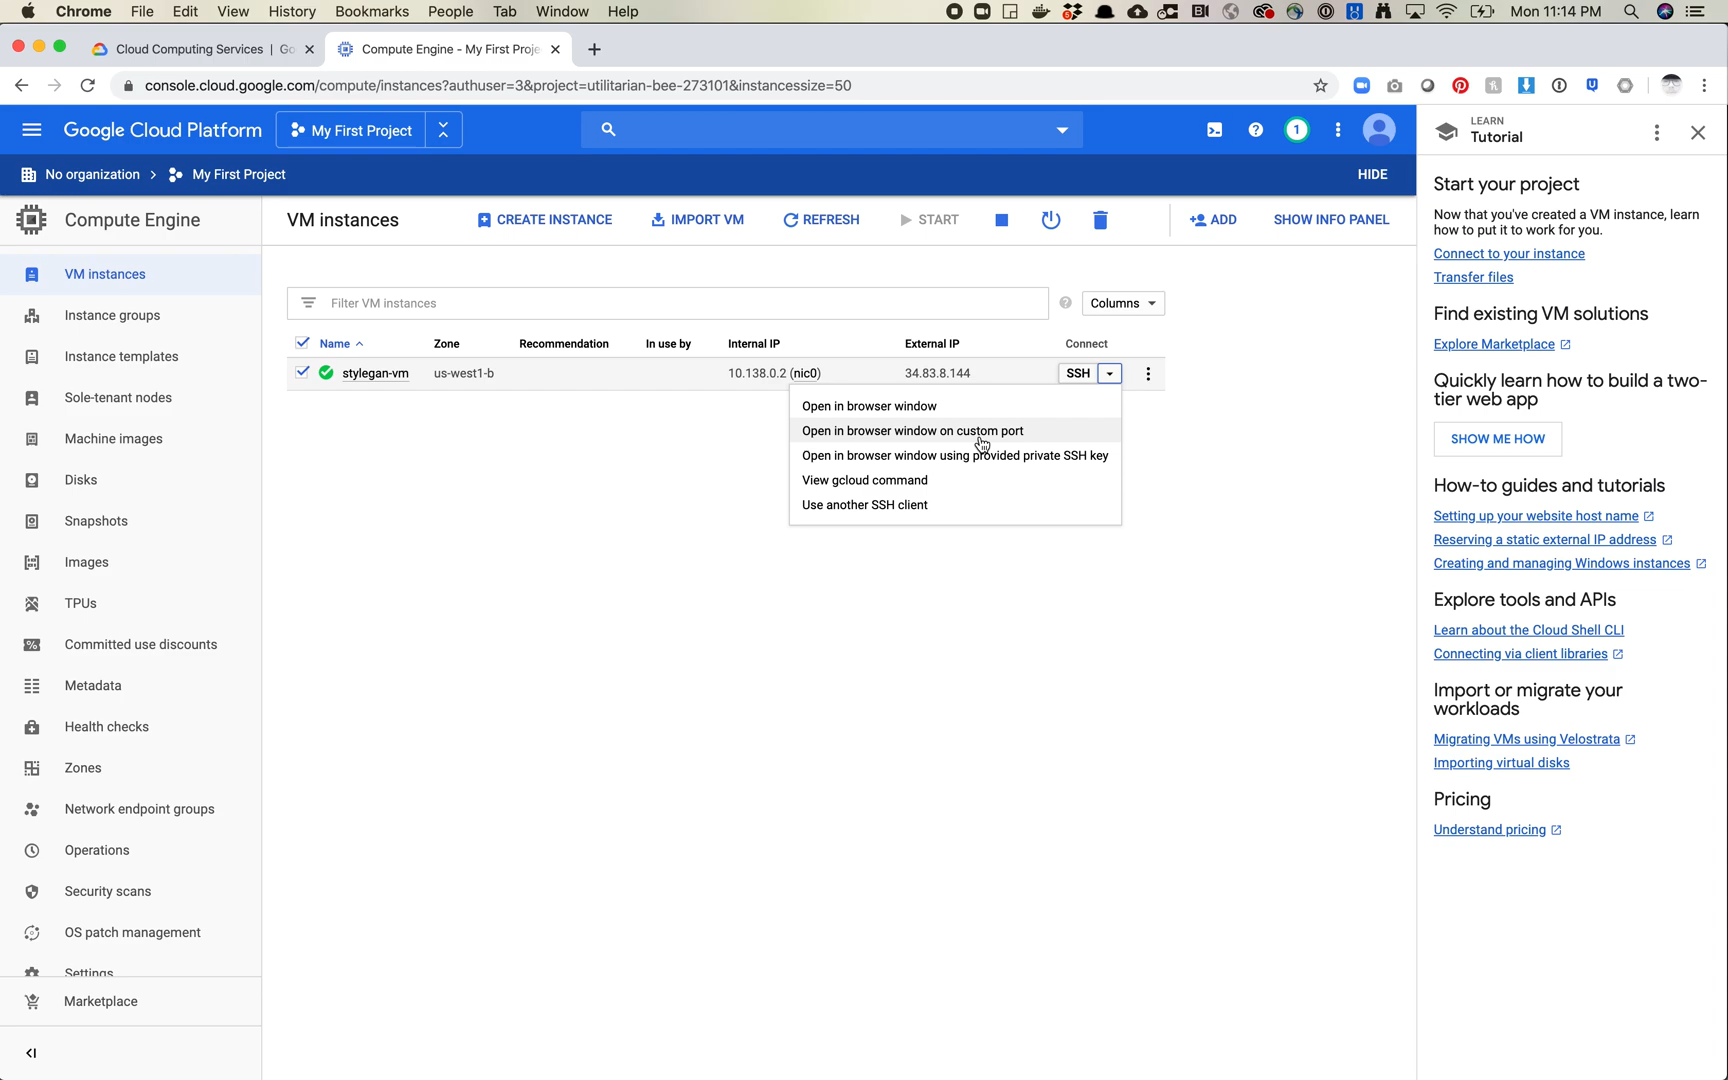 Chrome File Edit View History Bookmarks People Tab Window Help Mon 11:14 PM
Cloud Computing Services | Go Compute Engine - My First Proje
console.cloud.google.com/compute/instances?authuser=3&project=utilitarian-bee-273101&instancessize=50
Google Cloud Platform My First Project 1
No organization My First Project HIDE
Compute Engine
VM instances
Instance groups
Instance templates
Sole-tenant nodes
Machine images
Disks
Snapshots
Images
TPUs
Committed use discounts
Metadata
Health checks
Zones
Network endpoint groups
Operations
Security scans
OS patch management
Settings
Marketplace
VM instances CREATE INSTANCE IMPORT VM REFRESH START ADD SHOW INFO PANEL
Filter VM instances Columns
Name Zone Recommendation In use by Internal IP External IP Connect
stylegan-vm us-west1-b 10.138.0.2 (nic0) 34.83.8.144 SSH
Open in browser window
Open in browser window on custom port
Open in browser window using provided private SSH key
View gcloud command
Use another SSH client
LEARN
Tutorial
Start your project
Now that you've created a VM instance, learn
how to put it to work for you.
Connect to your instance
Transfer files
Find existing VM solutions
Explore Marketplace
Quickly learn how to build a two-
tier web app
SHOW ME HOW
How-to guides and tutorials
Setting up your website host name
Reserving a static external IP address
Creating and managing Windows instances
Explore tools and APIs
Learn about the Cloud Shell CLI
Connecting via client libraries
Import or migrate your
workloads
Migrating VMs using Velostrata
Importing virtual disks
Pricing
Understand pricing